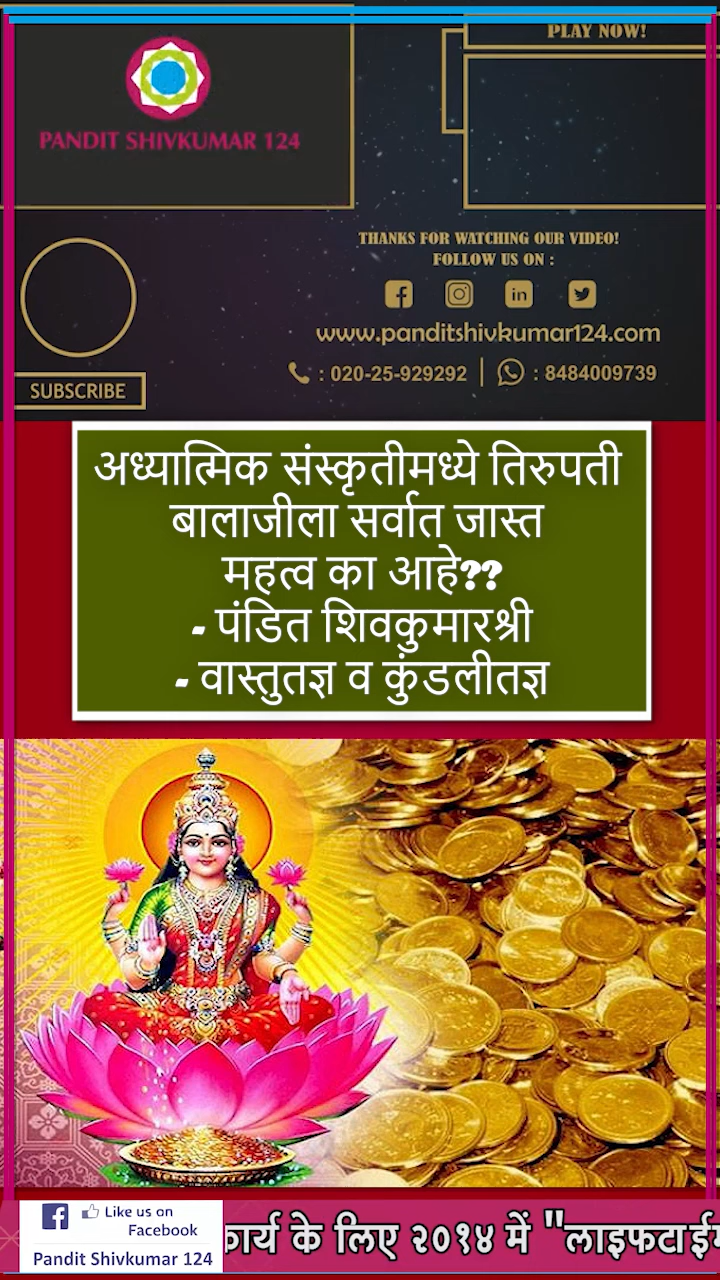 PLAY NOW!
PANDIT SHIVKUMAR 124
THANKS FOR WATCHING OUR VIDEO!
FOLLOW US ON :
www.panditshivkumar124.com
: 020-25-929292 | : 8484009739
SUBSCRIBE
अध्यात्मिक संस्कृतीमध्ये तिरुपती
बालाजीला सर्वात जास्त
महत्व का आहे??
- पंडित शिवकुमारश्री
- वास्तुतज्ञ व कुंडलीतज्ञ
Like us on
Facebook
Pandit Shivkumar 124
कार्य के लिए २०१४ में "लाइफटाईम